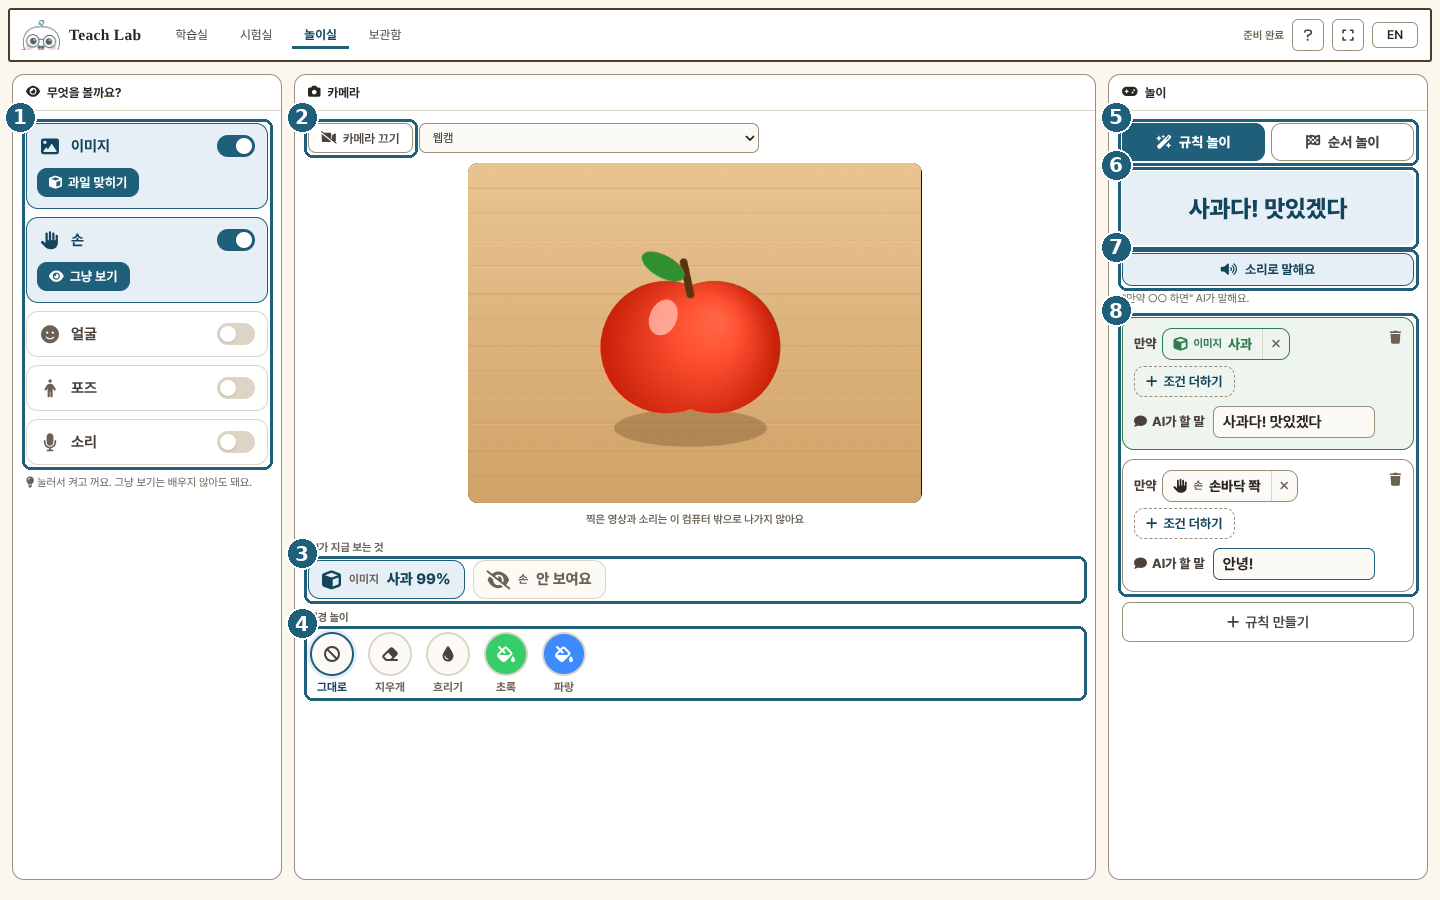 Teach Lab
학습실
시험실
놀이실
보관함
준비 완료
?
EN
무엇을 볼까요?
1
이미지
과일 맞히기
손
그냥 보기
얼굴
포즈
소리
눌러서 켜고 꺼요. 그냥 보기는 배우지 않아도 돼요.
카메라
2
카메라 끄기
웹캠
찍은 영상과 소리는 이 컴퓨터 밖으로 나가지 않아요
지금 보는 것
3
이미지 사과 99%
손 안 보여요
놀이
4
그대로
지우개
흐리기
초록
파랑
놀이
5
규칙 놀이
순서 놀이
6
사과다! 맛있겠다
7
소리로 말해요
"만약 ○○ 하면" AI가 말해요.
8
만약 이미지 사과 ×
+ 조건 더하기
AI가 할 말 사과다! 맛있겠다
만약 손 손바닥 쫙 ×
+ 조건 더하기
AI가 할 말 안녕!
+ 규칙 만들기